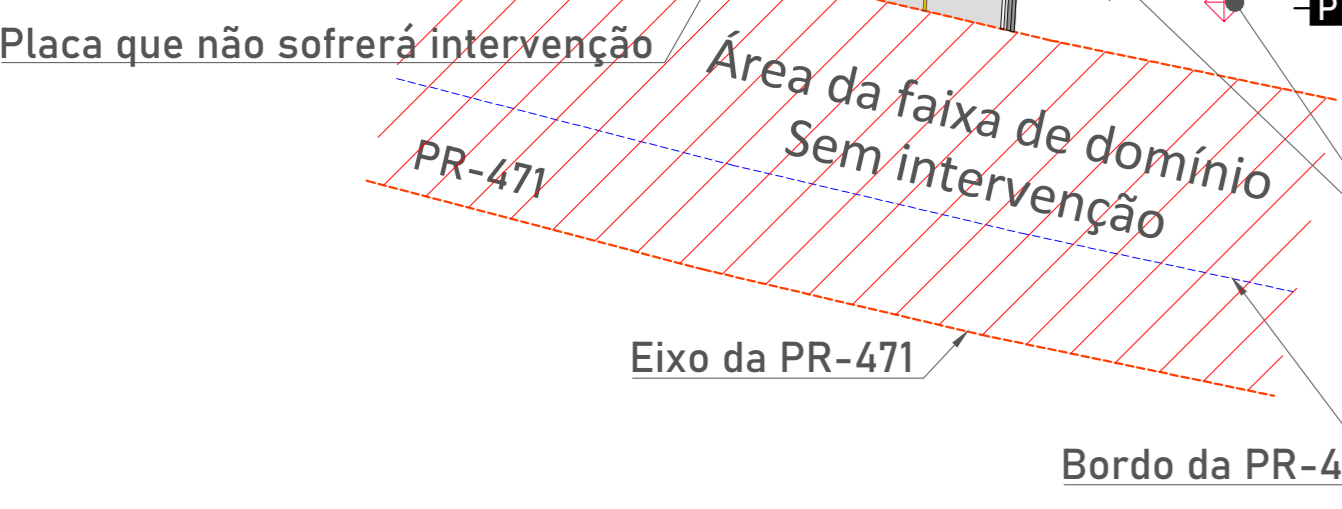 P
Placa que não sofrerá intervenção
Área da faixa de domínio
Sem intervenção
PR-471
Eixo da PR-471
Bordo da PR-4